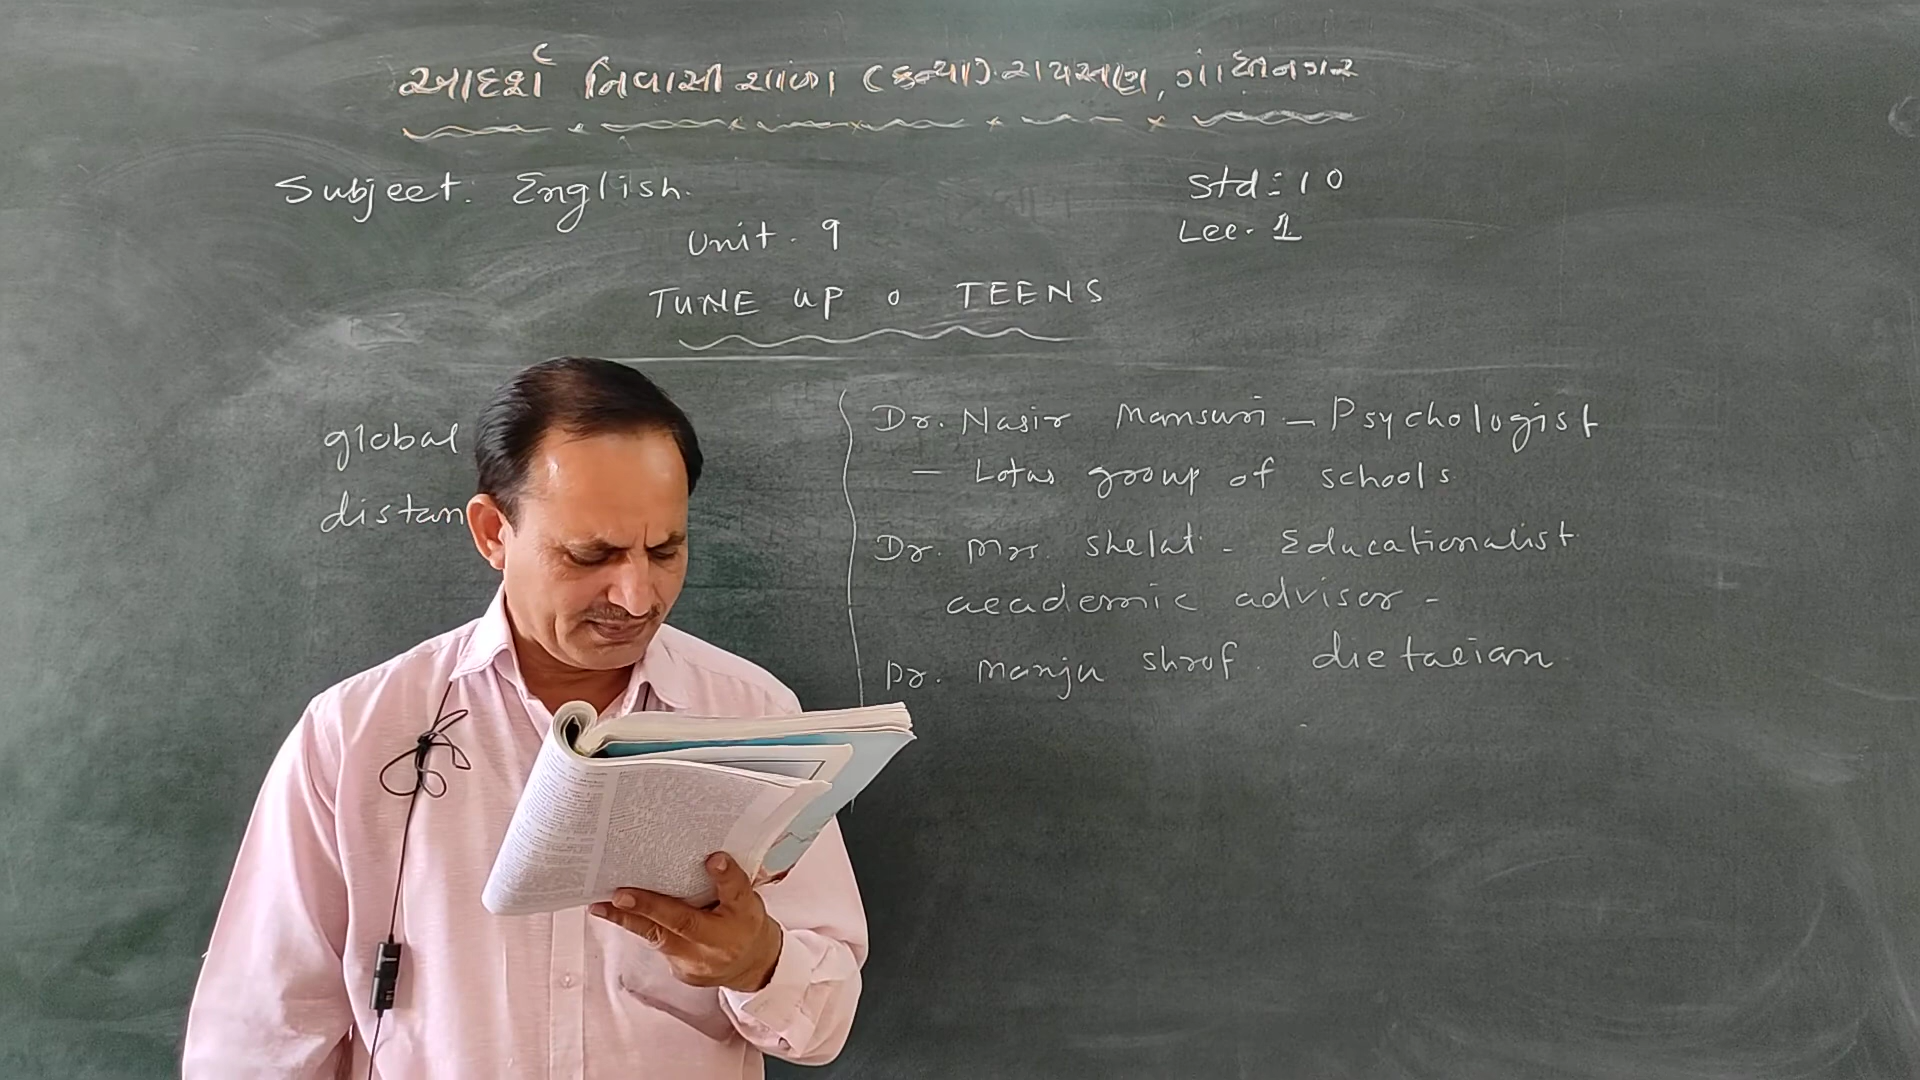 આદર્શ નિવાસી શાળા (કન્યા). રાયસણ, ગાંધીનગર
Subject: English.
Std: 10
Unit. 9
Lec. 1
TUNE UP O TEENS
global
distan
Dr. Nasir Mansuri - Psychologist
- Lotus group of schools
Dr. Mrs. Shelat - Educationalist
academic advisor -
Dr. Manju Shrof. dietacian